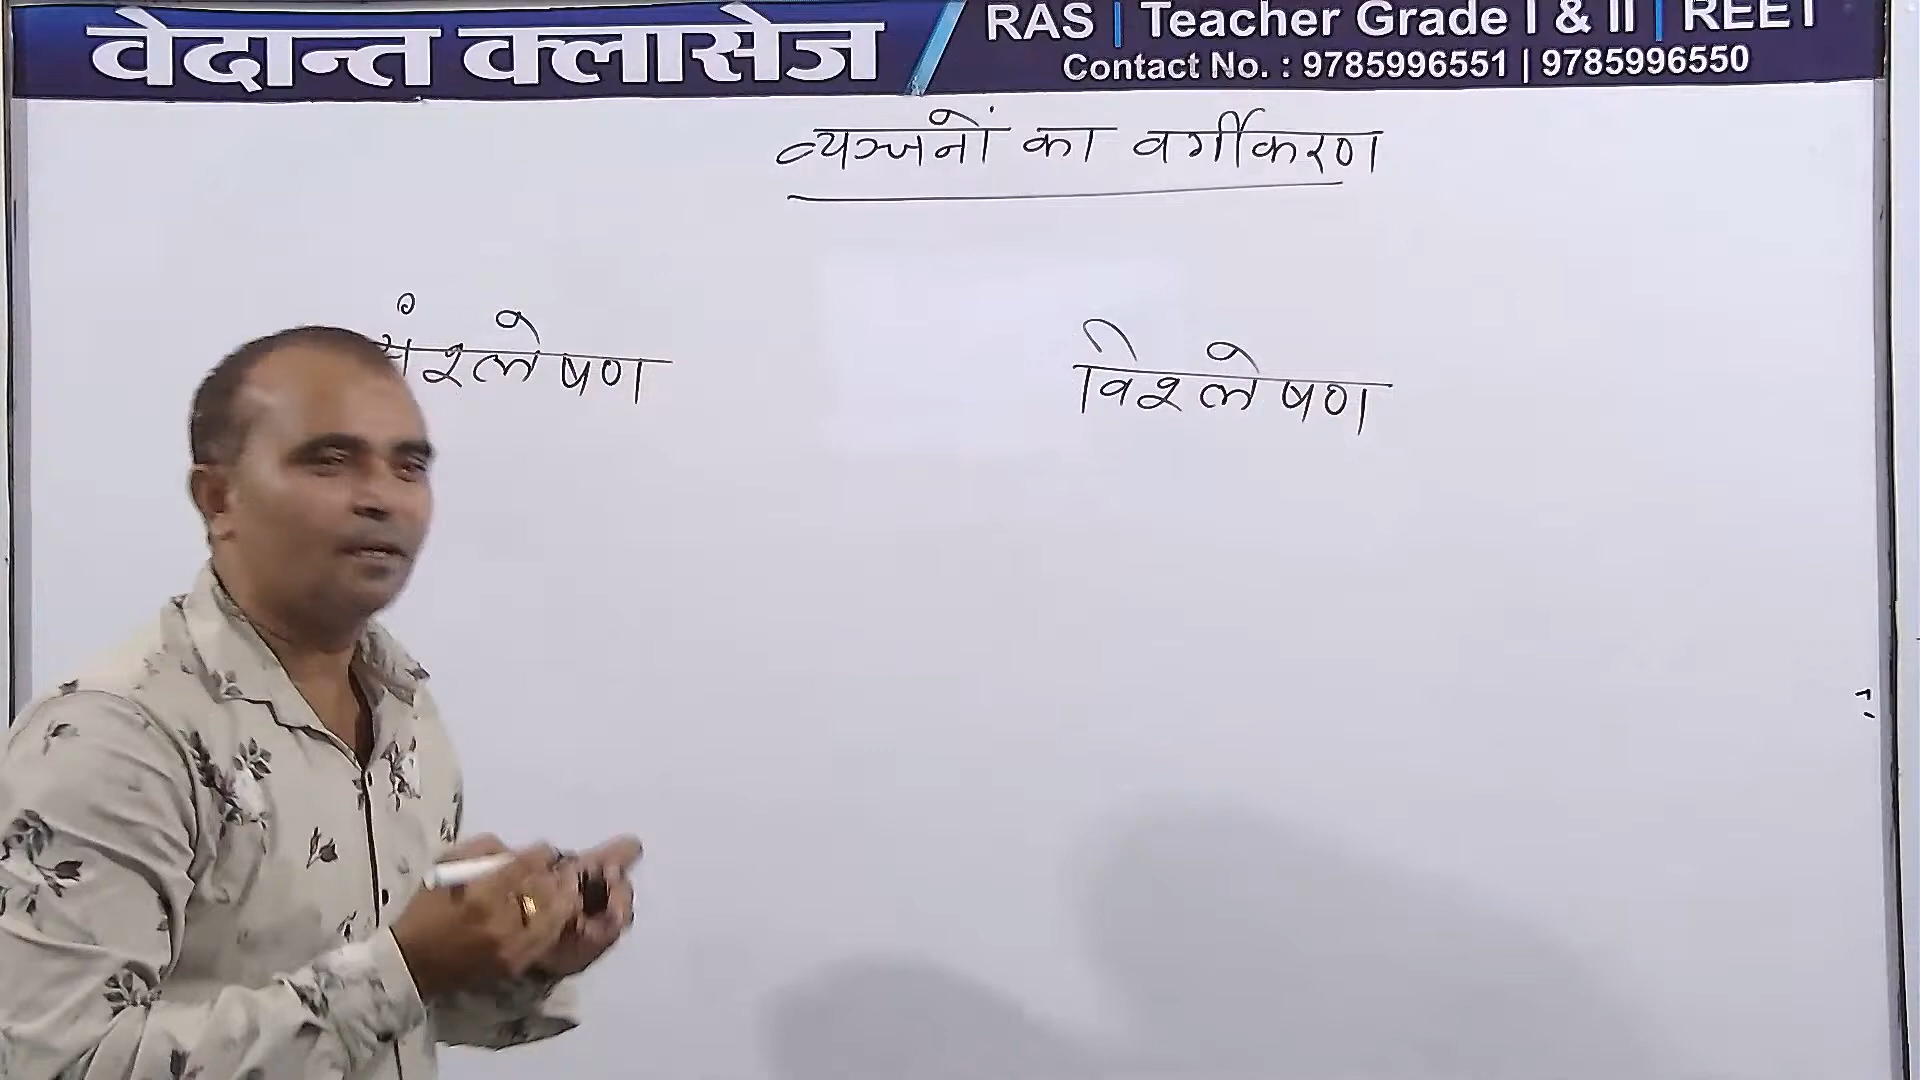 वेदान्त क्लासेज
RAS | Teacher Grade I & II | REET
Contact No. : 9785996551 | 9785996550
व्यञ्जनों का वर्गीकरण
विश्लेषण